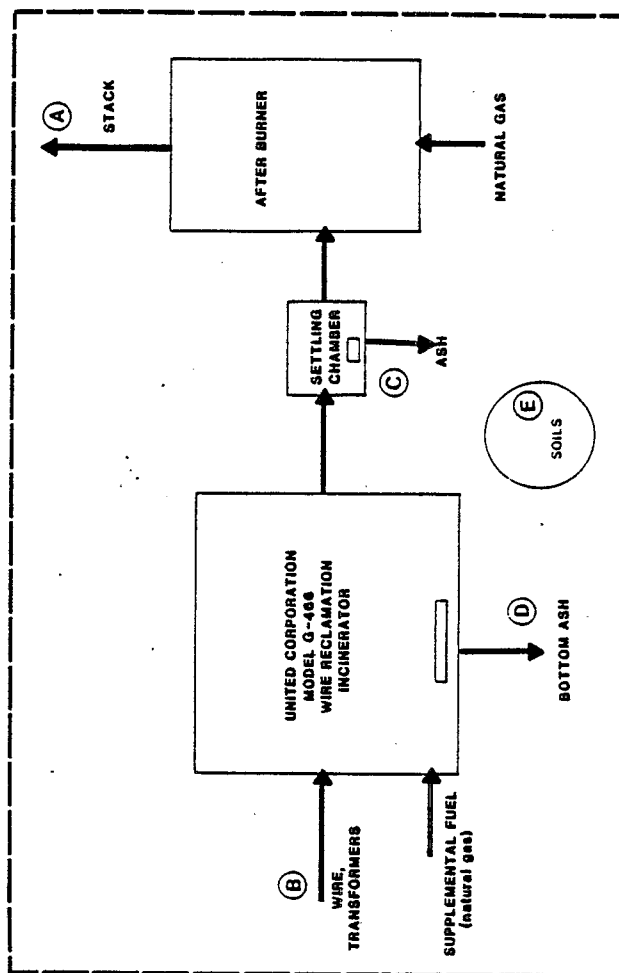 Ⓐ
STACK
AFTER BURNER
NATURAL GAS
SETTLING
CHAMBER
Ⓒ
ASH
Ⓔ
SOILS
UNITED CORPORATION
MODEL G-466
WIRE RECLAMATION
INCINERATOR
Ⓓ
BOTTOM ASH
Ⓑ
WIRE,
TRANSFORMERS
SUPPLEMENTAL FUEL
(natural gas)